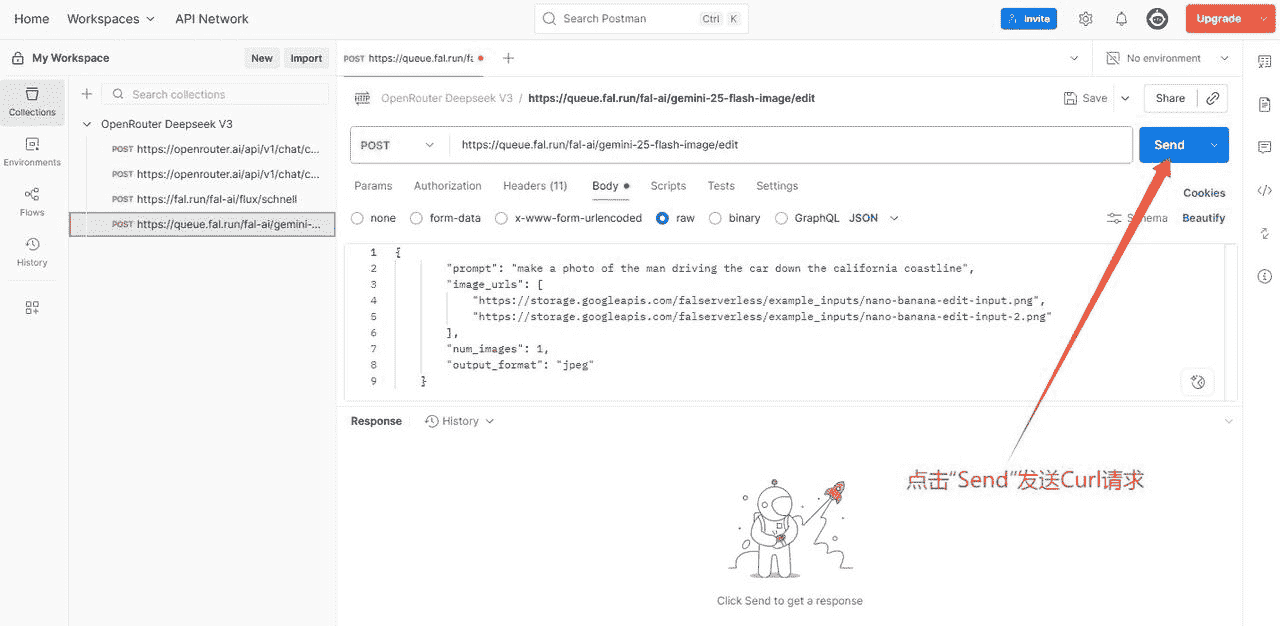 Home Workspaces API Network Search Postman Ctrl K Invite Upgrade
My Workspace New Import POST https://queue.fal.run/fa No environment
Collections
Environments
Flows
History
Search collections
OpenRouter Deepseek V3
POST https://openrouter.ai/api/v1/chat/c...
POST https://openrouter.ai/api/v1/chat/c...
POST https://fal.run/fal-ai/flux/schnell
POST https://queue.fal.run/fal-ai/gemini-...
HTTP OpenRouter Deepseek V3 / https://queue.fal.run/fal-ai/gemini-25-flash-image/edit Save Share
POST https://queue.fal.run/fal-ai/gemini-25-flash-image/edit Send
Params Authorization Headers (11) Body Scripts Tests Settings Cookies
none form-data x-www-form-urlencoded raw binary GraphQL JSON Schema Beautify
1 {
2 "prompt": "make a photo of the man driving the car down the california coastline",
3 "image_urls": [
4 "https://storage.googleapis.com/falserverless/example_inputs/nano-banana-edit-input.png",
5 "https://storage.googleapis.com/falserverless/example_inputs/nano-banana-edit-input-2.png"
6 ],
7 "num_images": 1,
8 "output_format": "jpeg"
9 }
Response History
点击“Send”发送Curl请求
Click Send to get a response